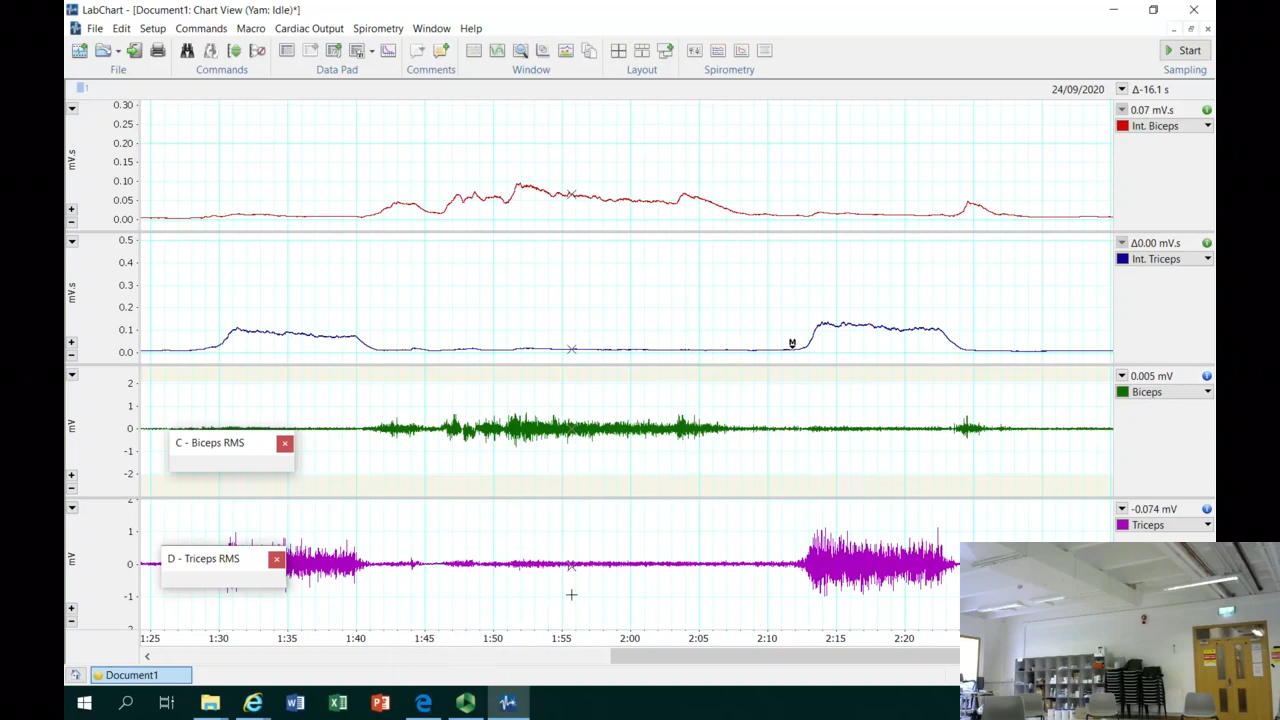 LabChart - [Document1: Chart View (Yam: Idle)*]
File Edit Setup Commands Macro Cardiac Output Spirometry Window Help
Start
File Commands Data Pad Comments Window Layout Spirometry Sampling
1 24/09/2020 Δ-16.1 s
0.30
0.25
0.20
0.15
0.10
0.05
0.00
mV.s
+
−
0.07 mV.s
Int. Biceps
0.5
0.4
0.3
0.2
0.1
0.0
mV.s
+
−
M
Δ0.00 mV.s
Int. Triceps
2
1
0
-1
-2
mV
+
−
C - Biceps RMS
0.005 mV
Biceps
2
1
0
-1
-2
mV
+
−
D - Triceps RMS
-0.074 mV
Triceps
1:25 1:30 1:35 1:40 1:45 1:50 1:55 2:00 2:05 2:10 2:15 2:20
Document1